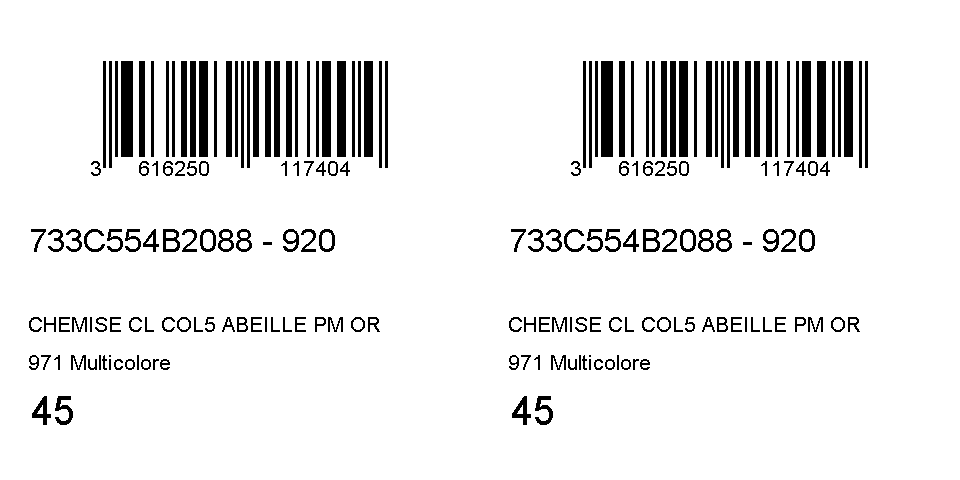 3 616250 117404
733C554B2088 - 920
CHEMISE CL COL5 ABEILLE PM OR
971 Multicolore
45
3 616250 117404
733C554B2088 - 920
CHEMISE CL COL5 ABEILLE PM OR
971 Multicolore
45